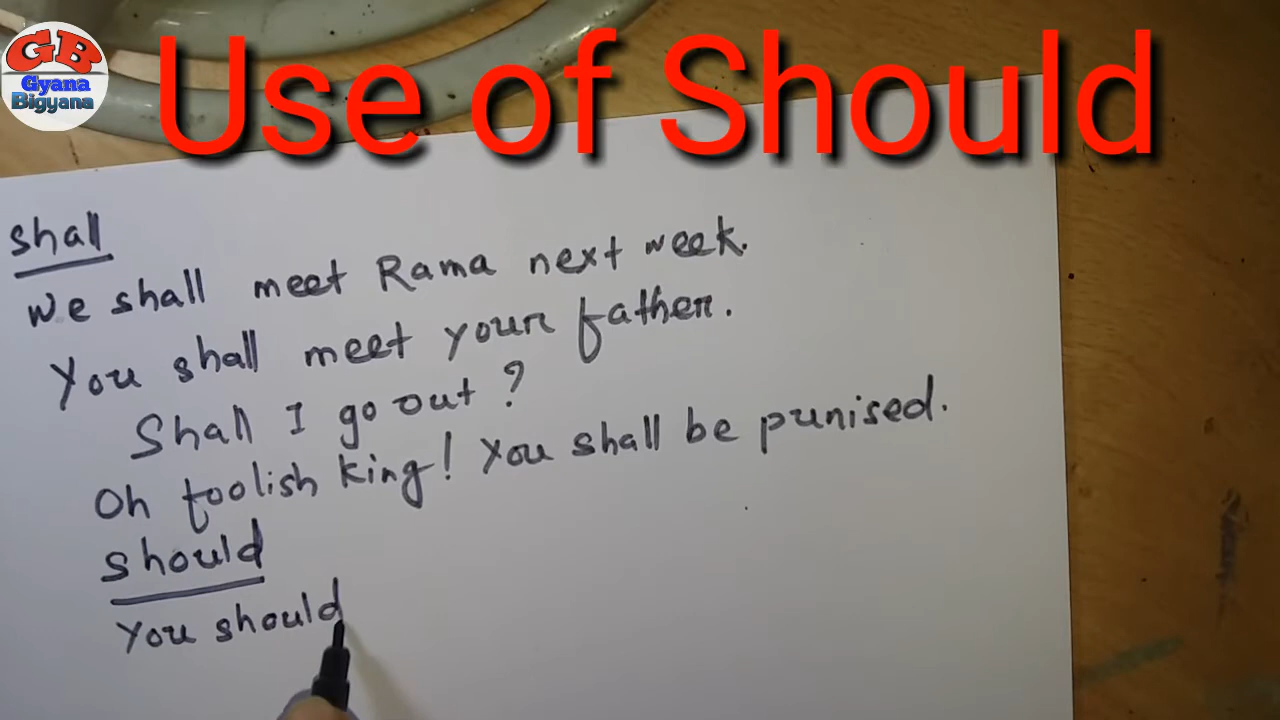 GB
Gyana
Bigyana
Use of Should
shall
We shall meet Rama next week.
You shall meet your father.
Shall I go out ?
Oh foolish king! You shall be punised.
should
You should